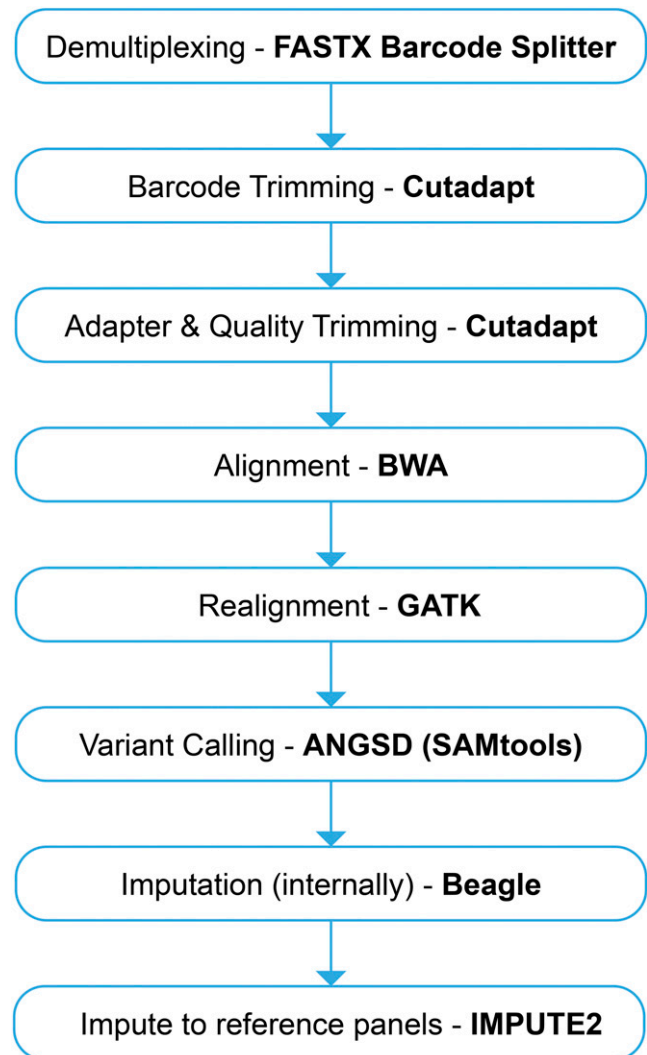 Demultiplexing - FASTX Barcode Splitter
Barcode Trimming - Cutadapt
Adapter & Quality Trimming - Cutadapt
Alignment - BWA
Realignment - GATK
Variant Calling - ANGSD (SAMtools)
Imputation (internally) - Beagle
Impute to reference panels - IMPUTE2